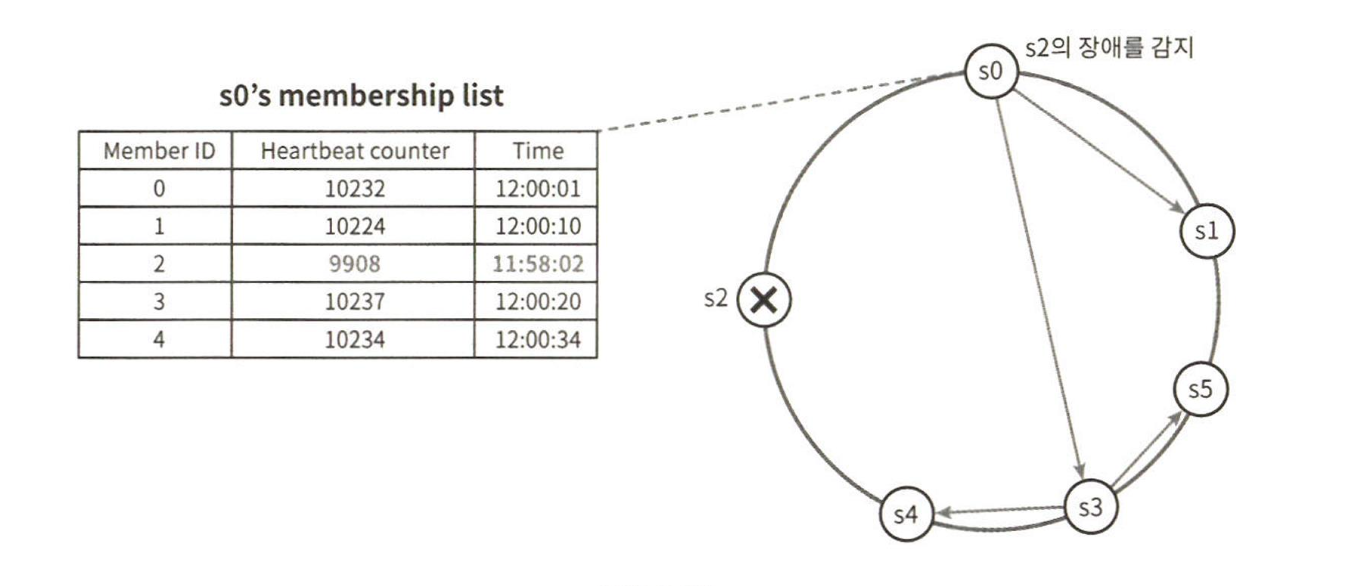 s0's membership list
Member ID Heartbeat counter Time
0 10232 12:00:01
1 10224 12:00:10
2 9908 11:58:02
3 10237 12:00:20
4 10234 12:00:34
s0
s2의 장애를 감지
s1
s2
s5
s4
s3